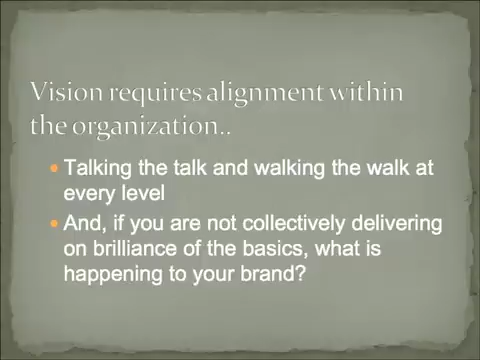 Vision requires alignment within
the organization..
Talking the talk and walking the walk at
every level
And, if you are not collectively delivering
on brilliance of the basics, what is
happening to your brand?